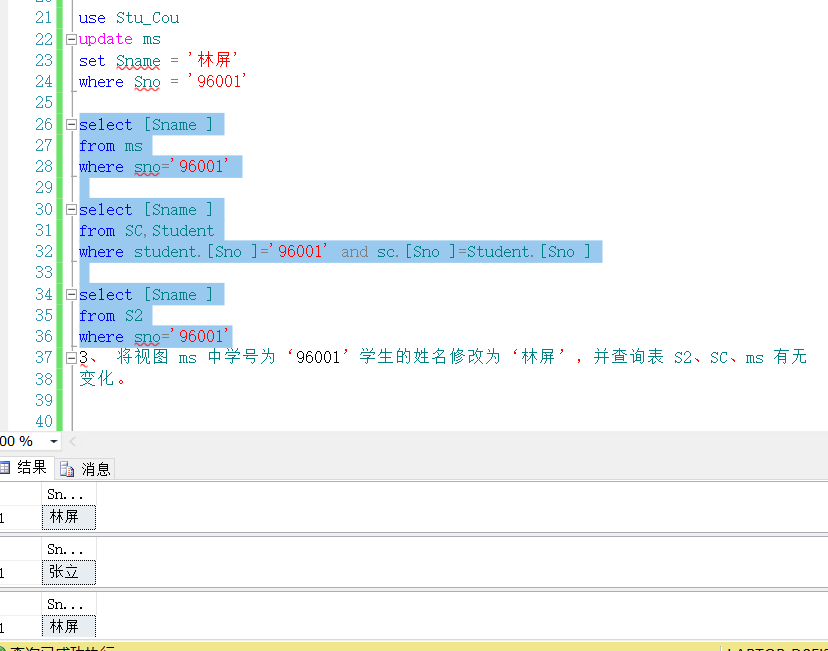 21 use Stu_Cou
22 update ms
23 set Sname = '林屏'
24 where Sno = '96001'
25
26 select [Sname ]
27 from ms
28 where sno='96001'
29
30 select [Sname ]
31 from SC,Student
32 where student.[Sno ]='96001' and sc.[Sno ]=Student.[Sno ]
33
34 select [Sname ]
35 from S2
36 where sno='96001'
37 3、 将视图 ms 中学号为‘96001’学生的姓名修改为‘林屏’，并查询表 S2、SC、ms 有无
38 变化。
39
40
00 %
结果 消息
Sn...
1 林屏
Sn...
1 张立
Sn...
1 林屏